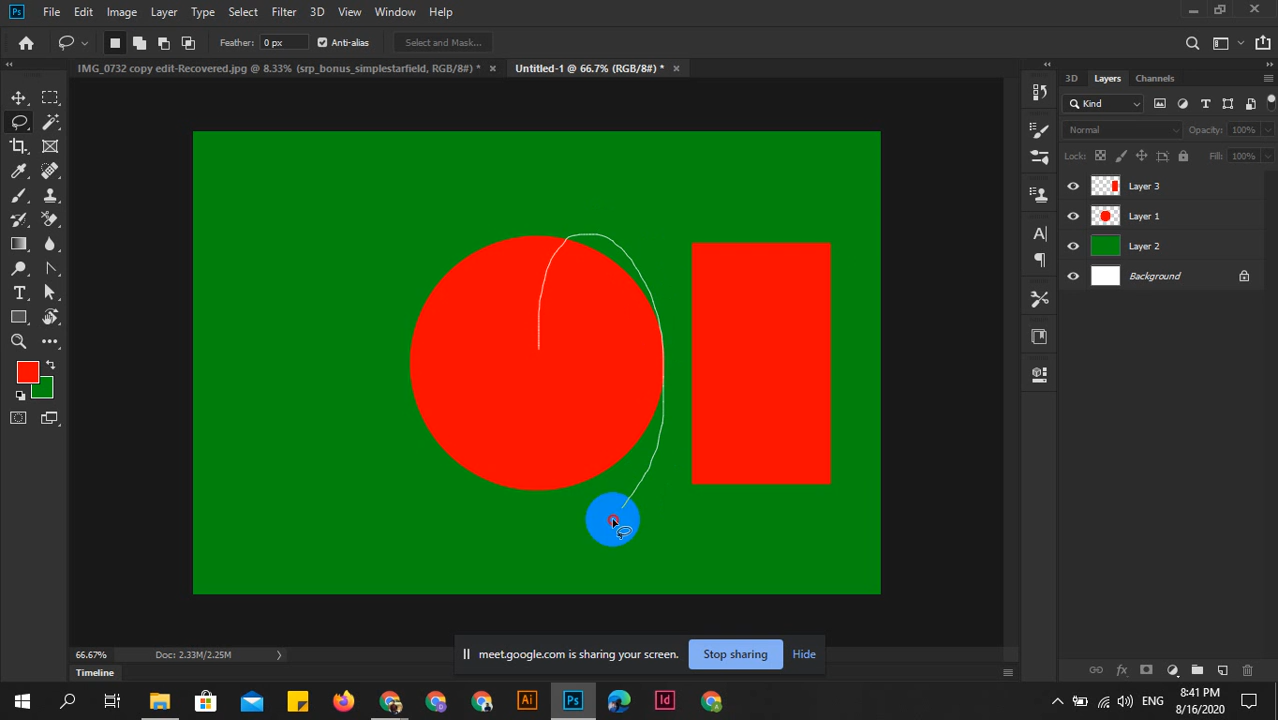 Ps File Edit Image Layer Type Select Filter 3D View Window Help
Feather: 0 px Anti-alias Select and Mask...
IMG_0732 copy edit-Recovered.jpg @ 8.33% (srp_bonus_simplestarfield, RGB/8#) * × Untitled-1 @ 66.7% (RGB/8#) * ×
3D Layers Channels
Kind
Normal Opacity: 100%
Lock: Fill: 100%
Layer 3
Layer 1
Layer 2
Background
66.67% Doc: 2.33M/2.25M
meet.google.com is sharing your screen. Stop sharing Hide
Timeline
Ai Ps Id ENG 8:41 PM
8/16/2020